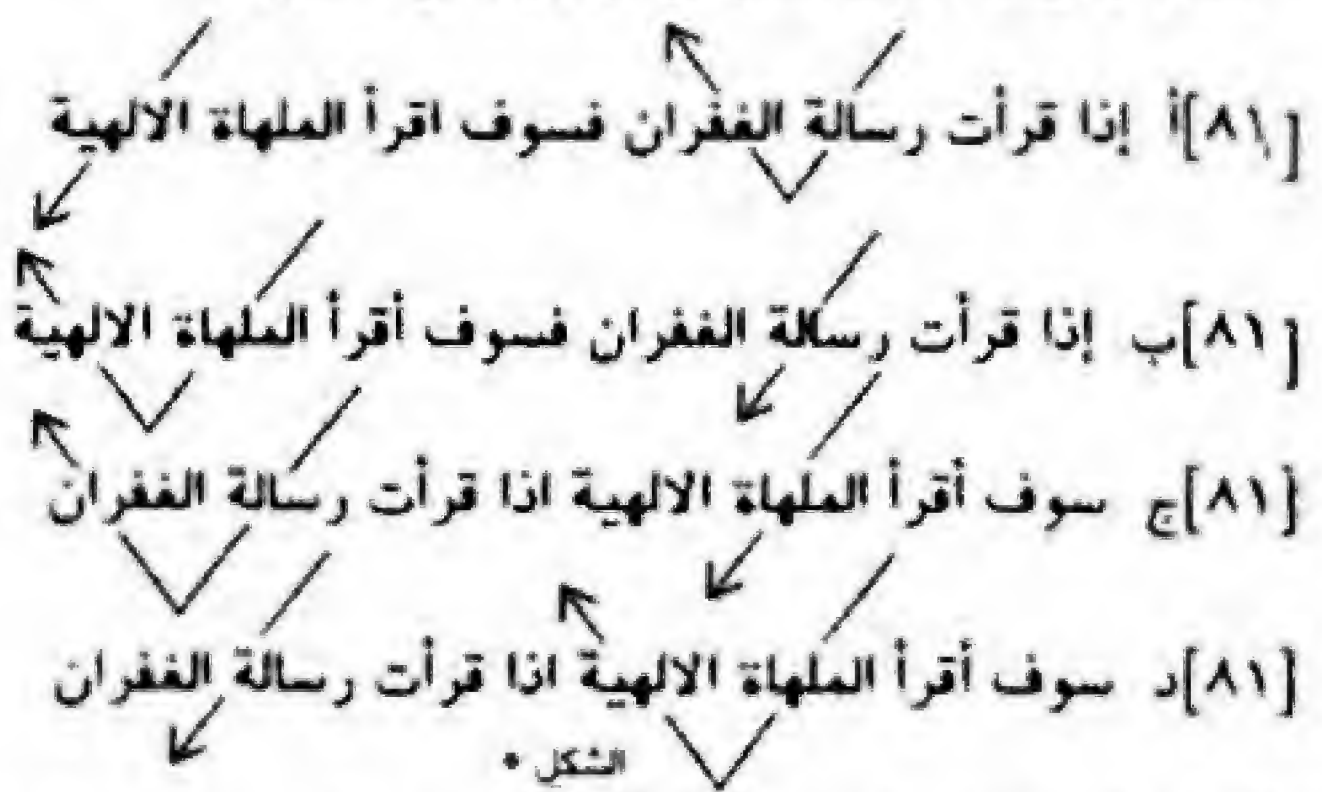 [٨١]أ إذا قرأت رسالة الغفران فسوف اقرأ الملهاة الالهية
[٨١]ب إذا قرأت رسالة الغفران فسوف أقرأ الملهاة الالهية
[٨١]ج سوف أقرأ الملهاة الالهية اذا قرأت رسالة الغفران
[٨١]د سوف أقرأ الملهاة الالهية اذا قرأت رسالة الغفران
الشكل *